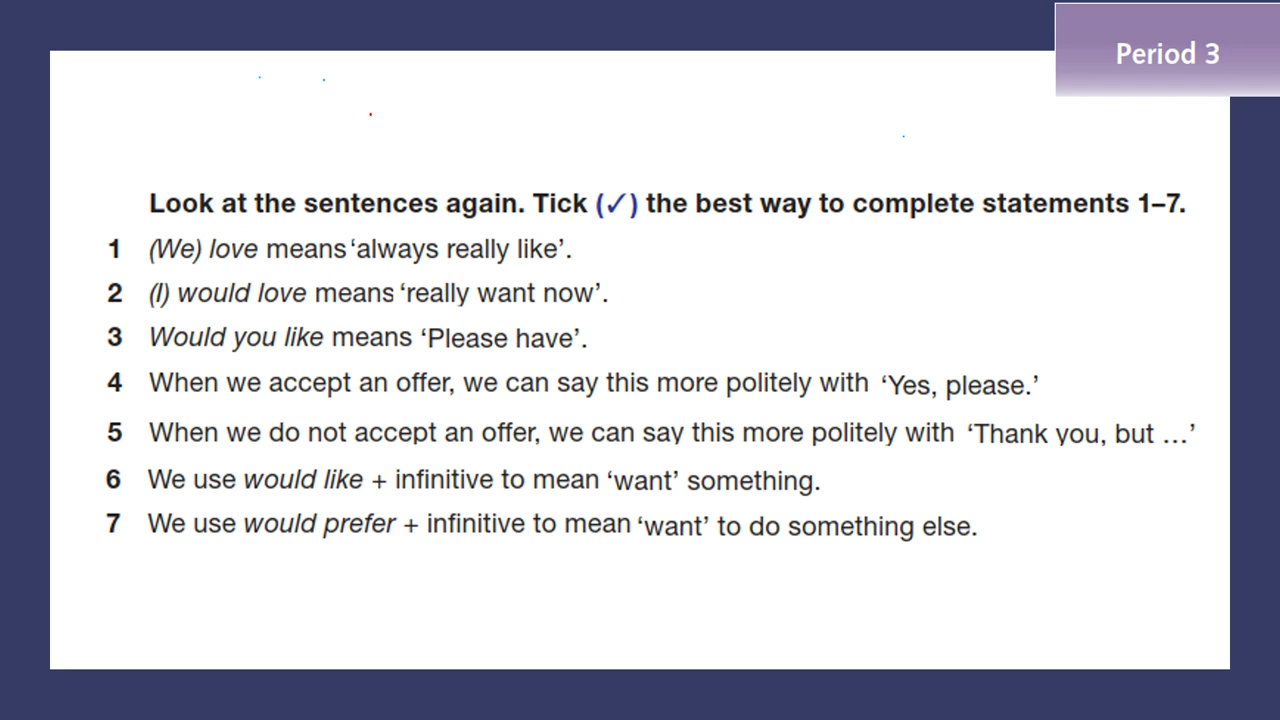 Period 3
Look at the sentences again. Tick (✓) the best way to complete statements 1–7.
1 (We) love means ‘always really like’.
2 (I) would love means ‘really want now’.
3 Would you like means ‘Please have’.
4 When we accept an offer, we can say this more politely with ‘Yes, please.’
5 When we do not accept an offer, we can say this more politely with ‘Thank you, but …’
6 We use would like + infinitive to mean ‘want’ something.
7 We use would prefer + infinitive to mean ‘want’ to do something else.